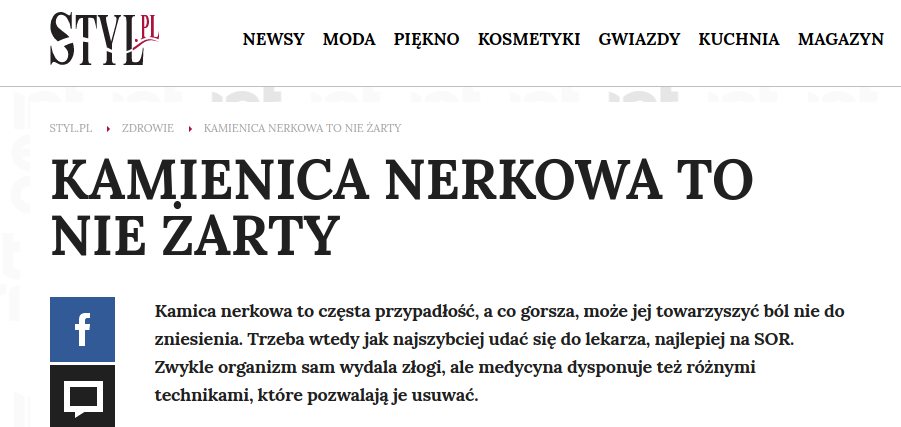 STYL.PL
NEWSY MODA PIĘKNO KOSMETYKI GWIAZDY KUCHNIA MAGAZYN
STYL.PL ZDROWIE KAMIENICA NERKOWA TO NIE ŻARTY
KAMIENICA NERKOWA TO
NIE ŻARTY
Kamica nerkowa to częsta przypadłość, a co gorsza, może jej towarzyszyć ból nie do
zniesienia. Trzeba wtedy jak najszybciej udać się do lekarza, najlepiej na SOR.
Zwykle organizm sam wydala złogi, ale medycyna dysponuje też różnymi
technikami, które pozwalają je usuwać.